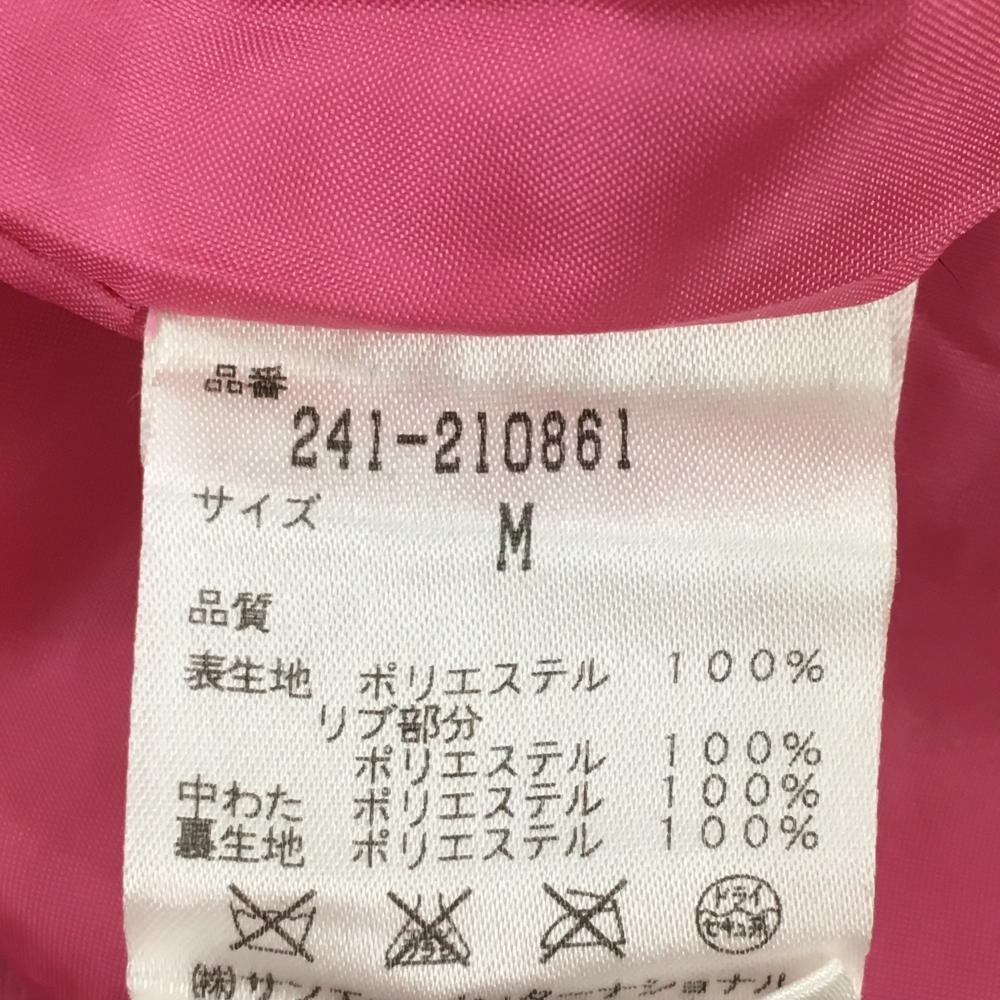 品番
241-210861
サイズ M
品質
表生地 ポリエステル 100%
リブ部分
ポリエステル 100%
中わた ポリエステル 100%
裏生地 ポリエステル 100%
ドライ
セキユ系